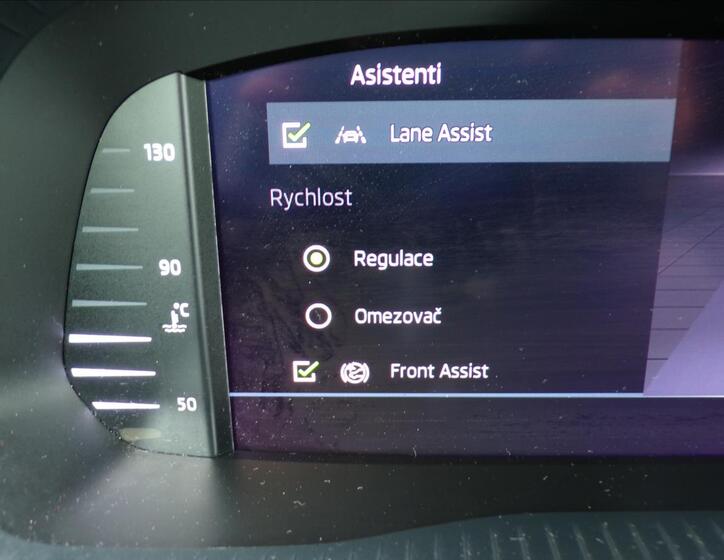 Asistenti
Lane Assist
130
Rychlost
Regulace
90
°C
Omezovač
Front Assist
50